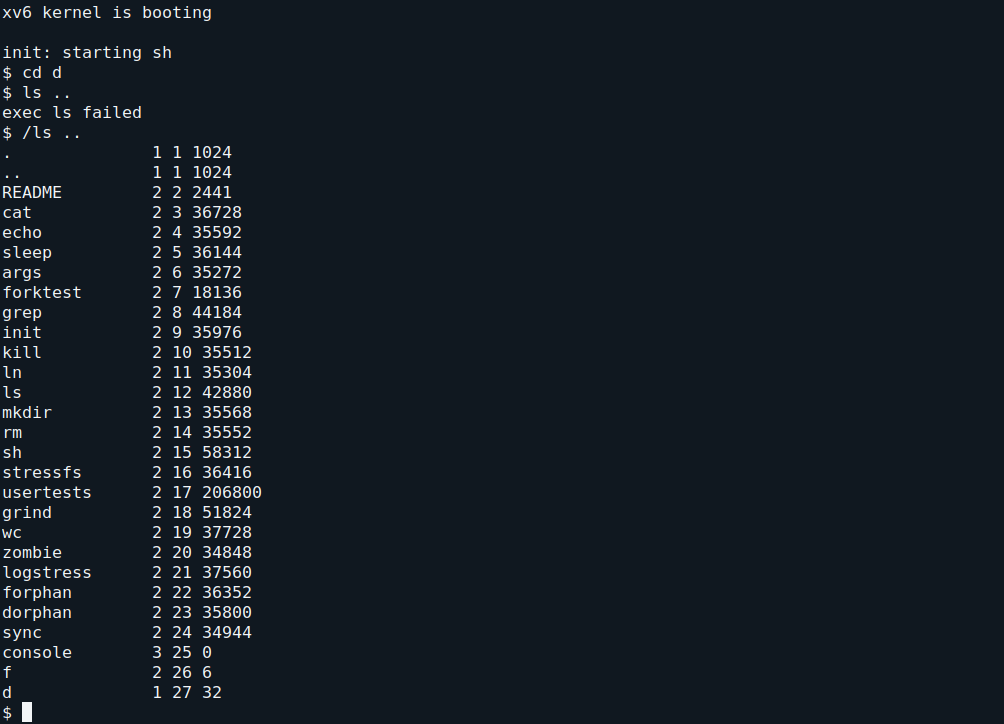 xv6 kernel is booting

init: starting sh
$ cd d
$ ls ..
exec ls failed
$ /ls ..
.              1 1 1024
..             1 1 1024
README         2 2 2441
cat            2 3 36728
echo           2 4 35592
sleep          2 5 36144
args           2 6 35272
forktest       2 7 18136
grep           2 8 44184
init           2 9 35976
kill           2 10 35512
ln             2 11 35304
ls             2 12 42880
mkdir          2 13 35568
rm             2 14 35552
sh             2 15 58312
stressfs       2 16 36416
usertests      2 17 206800
grind          2 18 51824
wc             2 19 37728
zombie         2 20 34848
logstress      2 21 37560
forphan        2 22 36352
dorphan        2 23 35800
sync           2 24 34944
console        3 25 0
f              2 26 6
d              1 27 32
$